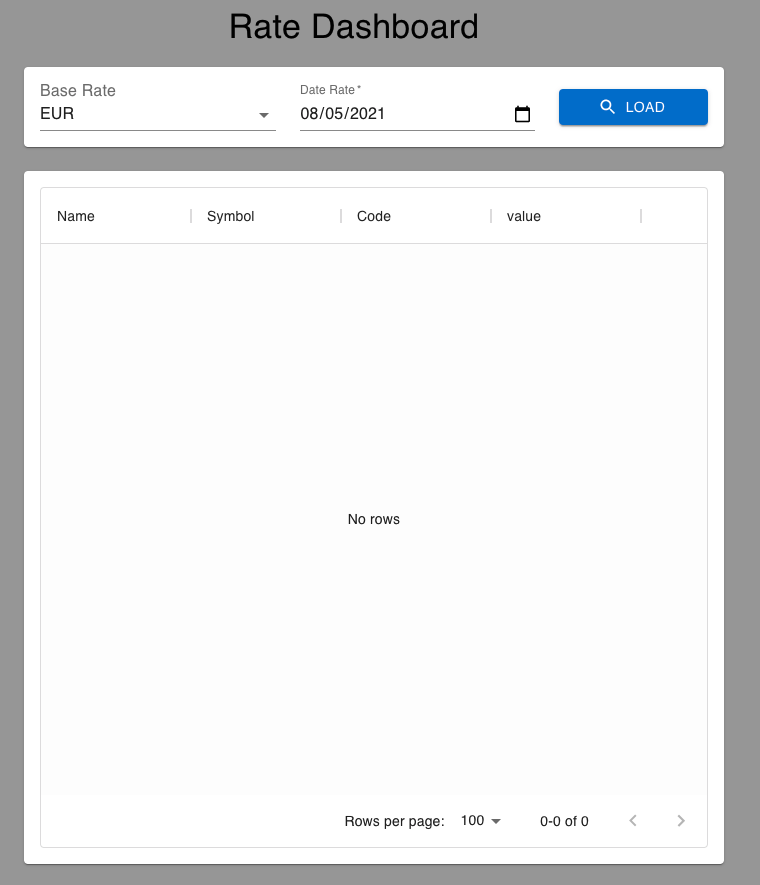 Rate Dashboard
Base Rate
EUR
Date Rate *
08/05/2021
LOAD
Name Symbol Code value
No rows
Rows per page: 100 0-0 of 0